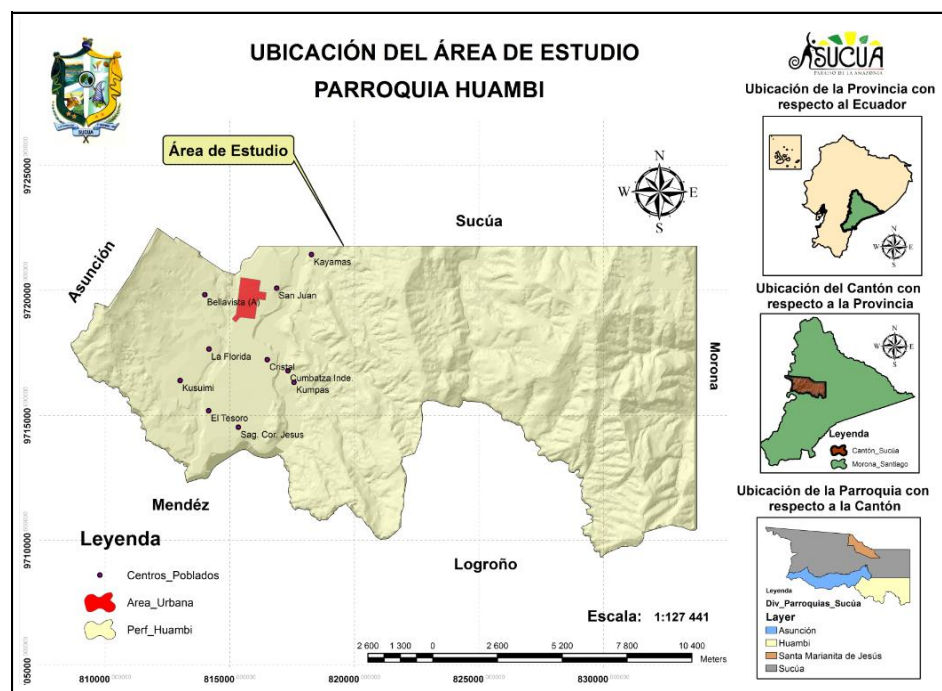 UBICACIÓN DEL ÁREA DE ESTUDIO
PARROQUIA HUAMBI
SUCUA
SUCUA
PARAISO DE LA AMAZONIA
Área de Estudio
N
W E
S
Sucúa
Asunción
Morona
Mendéz
Logroño
Kayamas
San Juan
Bellavista (A)
La Florida
Cristal
Cumbatza Inde.
Kumpas
Kusuimi
El Tesoro
Sag. Cor. Jesus
9725000
9720000
9715000
9710000
9705000
810000
815000
820000
825000
830000
Leyenda
Centros_Poblados
Area_Urbana
Perf_Huambi
Escala: 1:127 441
2 600 1 300 0 2 600 5 200 7 800 10 400
Meters
Ubicación de la Provincia con
respecto al Ecuador
N
W E
S
Ubicación del Cantón con
respecto a la Provincia
N
W E
S
Leyenda
Cantón_Sucúa
Morona_Santiago
Ubicación de la Parroquia con
respecto a la Cantón
Leyenda
Div_Parroquias_Sucúa
Layer
Asunción
Huambi
Santa Marianita de Jesús
Sucúa